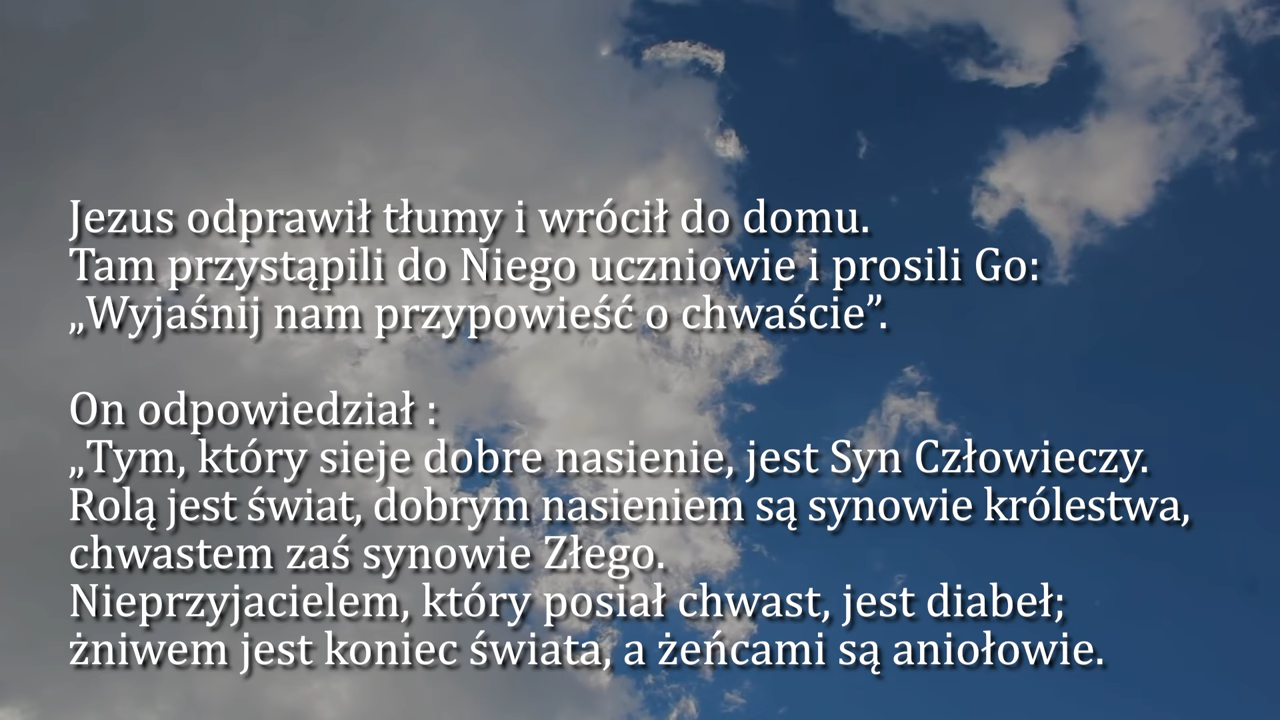 Jezus odprawił tłumy i wrócił do domu.
Tam przystąpili do Niego uczniowie i prosili Go:
„Wyjaśnij nam przypowieść o chwaście”.
On odpowiedział :
„Tym, który sieje dobre nasienie, jest Syn Człowieczy.
Rolą jest świat, dobrym nasieniem są synowie królestwa,
chwastem zaś synowie Złego.
Nieprzyjacielem, który posiał chwast, jest diabeł;
żniwem jest koniec świata, a żeńcami są aniołowie.